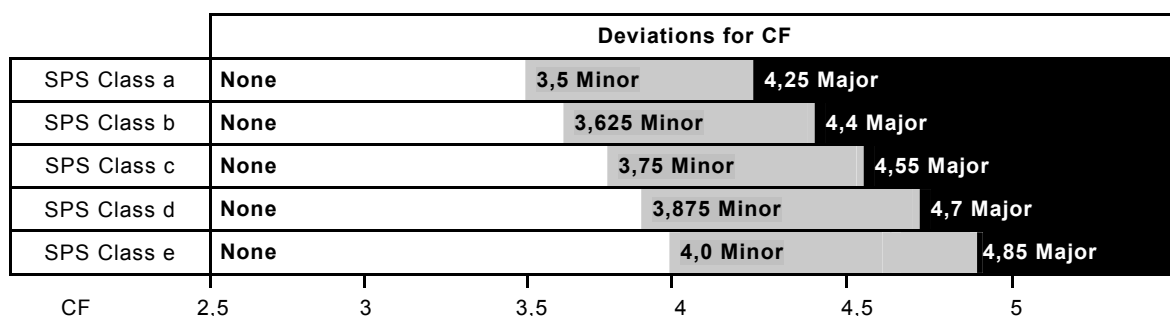 Deviations for CF
SPS Class a None 3,5 Minor 4,25 Major
SPS Class b None 3,625 Minor 4,4 Major
SPS Class c None 3,75 Minor 4,55 Major
SPS Class d None 3,875 Minor 4,7 Major
SPS Class e None 4,0 Minor 4,85 Major
CF 2,5 3 3,5 4 4,5 5